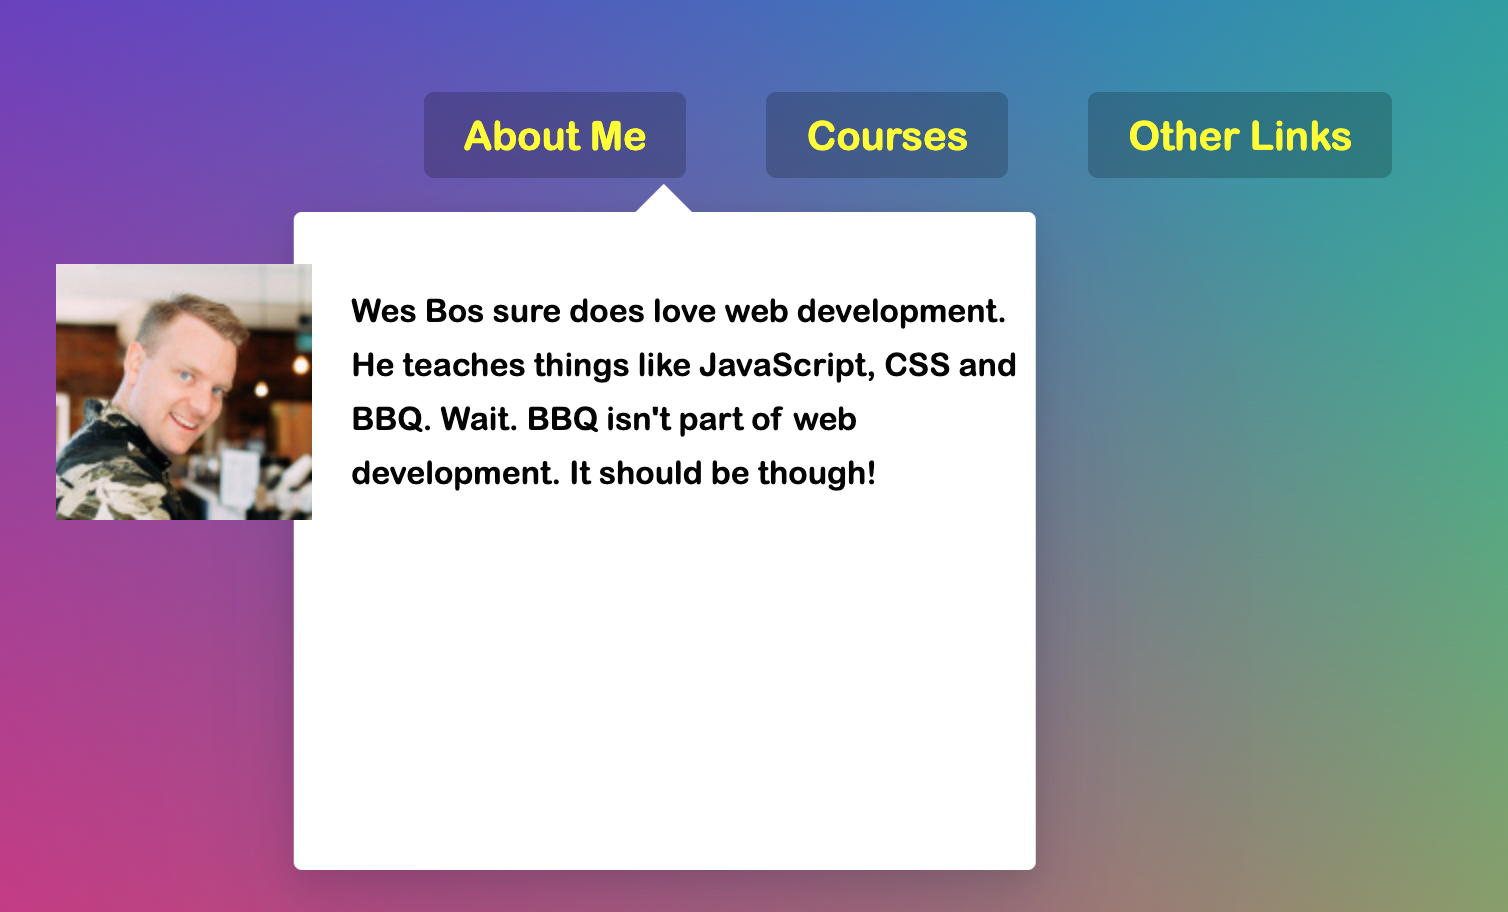 About Me
Courses
Other Links
Wes Bos sure does love web development.
He teaches things like JavaScript, CSS and
BBQ. Wait. BBQ isn't part of web
development. It should be though!